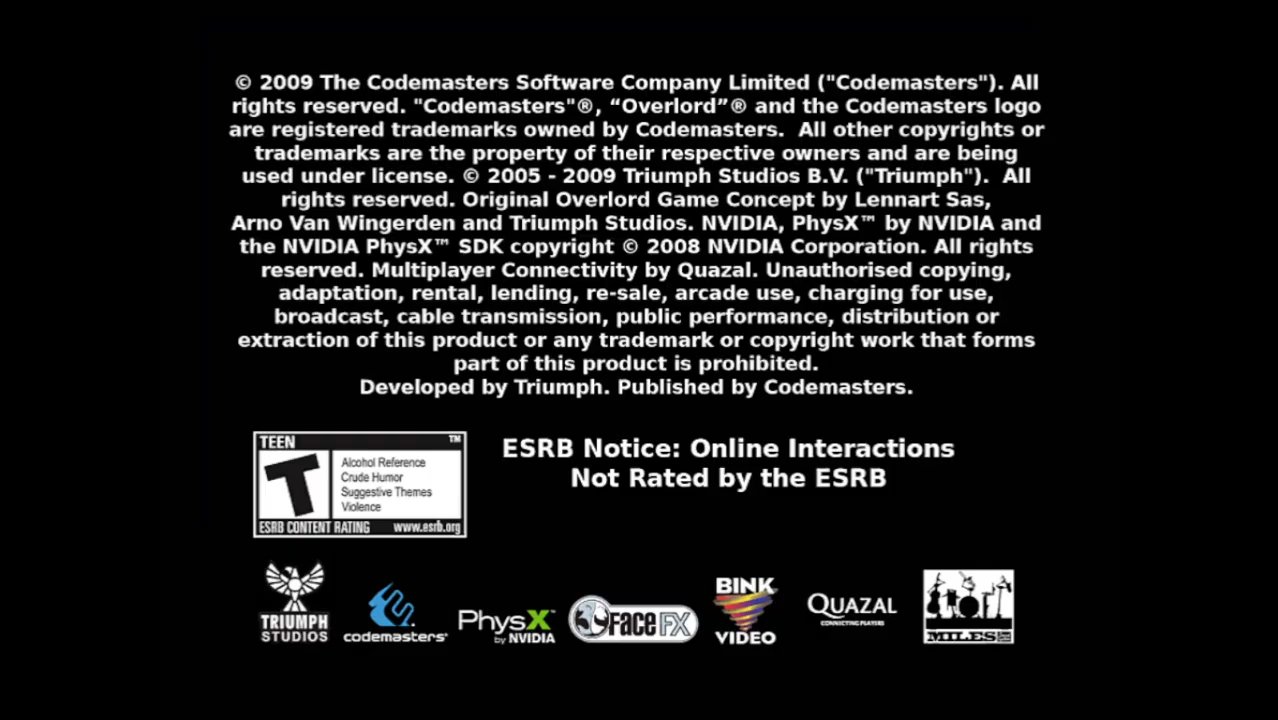 © 2009 The Codemasters Software Company Limited ("Codemasters"). All
rights reserved. "Codemasters"®, “Overlord”® and the Codemasters logo
are registered trademarks owned by Codemasters.  All other copyrights or
trademarks are the property of their respective owners and are being
used under license. © 2005 - 2009 Triumph Studios B.V. ("Triumph").  All
rights reserved. Original Overlord Game Concept by Lennart Sas,
Arno Van Wingerden and Triumph Studios. NVIDIA, PhysX™ by NVIDIA and
the NVIDIA PhysX™ SDK copyright © 2008 NVIDIA Corporation. All rights
reserved. Multiplayer Connectivity by Quazal. Unauthorised copying,
adaptation, rental, lending, re-sale, arcade use, charging for use,
broadcast, cable transmission, public performance, distribution or
extraction of this product or any trademark or copyright work that forms
part of this product is prohibited.
Developed by Triumph. Published by Codemasters.
TEEN ™
T
Alcohol Reference
Crude Humor
Suggestive Themes
Violence
ESRB CONTENT RATING www.esrb.org
ESRB Notice: Online Interactions
Not Rated by the ESRB
TRIUMPH
STUDIOS
codemasters®
PhysX™
by NVIDIA
FaceFX
BINK
VIDEO
QUAZAL
CONNECTING PLAYERS
MILES